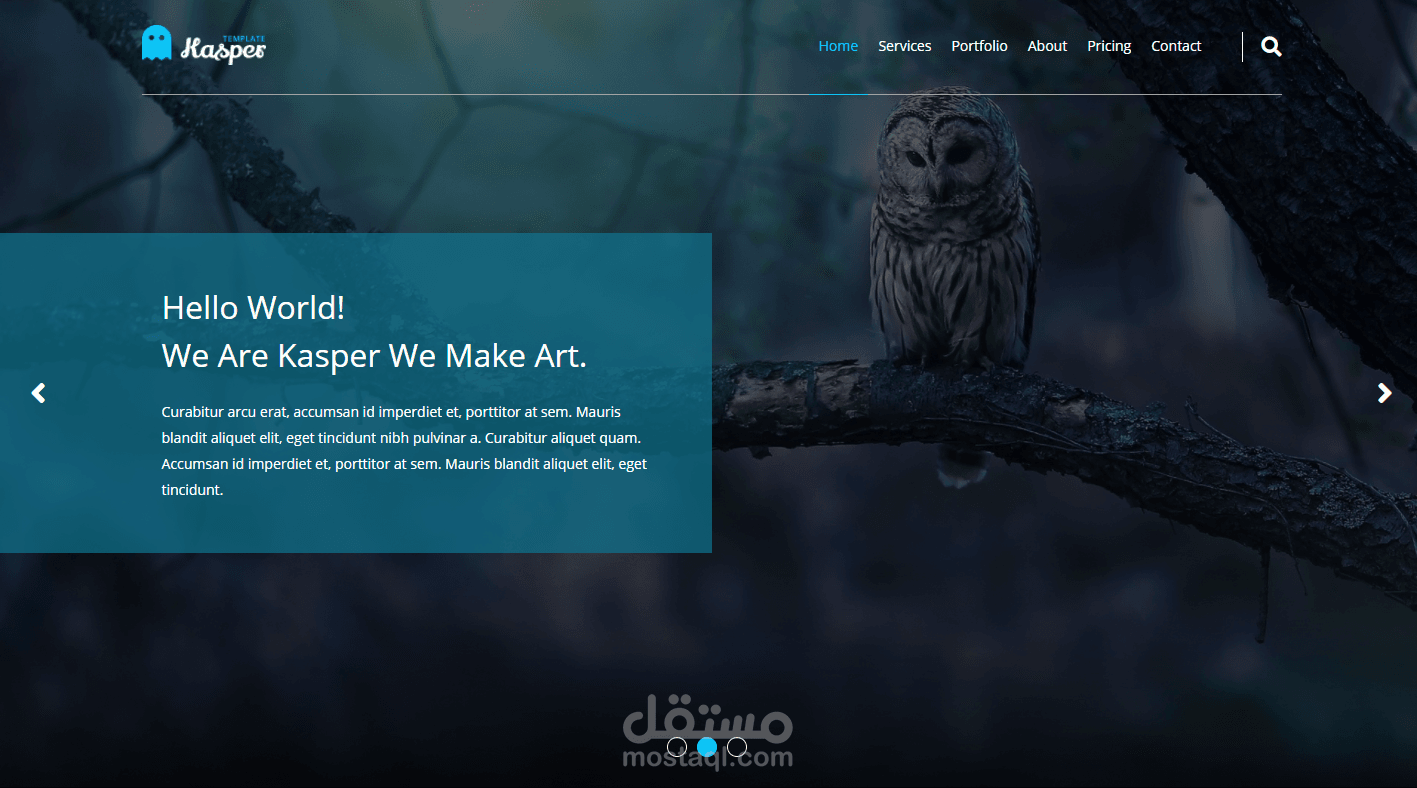 TEMPLATE
Kasper
Home Services Portfolio About Pricing Contact
Hello World!
We Are Kasper We Make Art.
Curabitur arcu erat, accumsan id imperdiet et, porttitor at sem. Mauris
blandit aliquet elit, eget tincidunt nibh pulvinar a. Curabitur aliquet quam.
Accumsan id imperdiet et, porttitor at sem. Mauris blandit aliquet elit, eget
tincidunt.
مستقل
mostaql.com